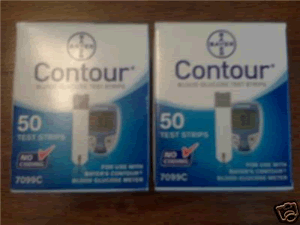 BAYER
Contour
BLOOD GLUCOSE TEST STRIPS
50
TEST STRIPS
NO
CODING
FOR USE WITH
BAYER'S CONTOUR
BLOOD GLUCOSE METER
7099C
BAYER
Contour
BLOOD GLUCOSE TEST STRIPS
50
TEST STRIPS
NO
CODING
FOR USE WITH
BAYER'S CONTOUR
BLOOD GLUCOSE METER
7099C